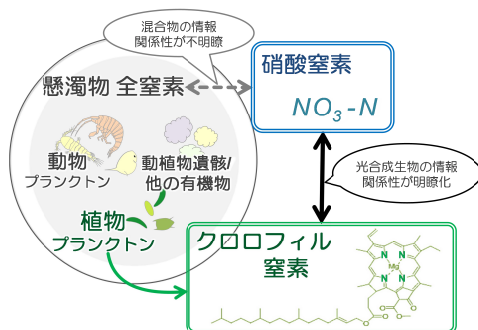 混合物の情報
関係性が不明瞭
懸濁物 全窒素
硝酸窒素
NO3-N
動物
プランクトン
動植物遺骸/
他の有機物
光合成生物の情報
関係性が明瞭化
植物
プランクトン
クロロフィル
窒素
N N
Mg
N N
O
O
O
O
O